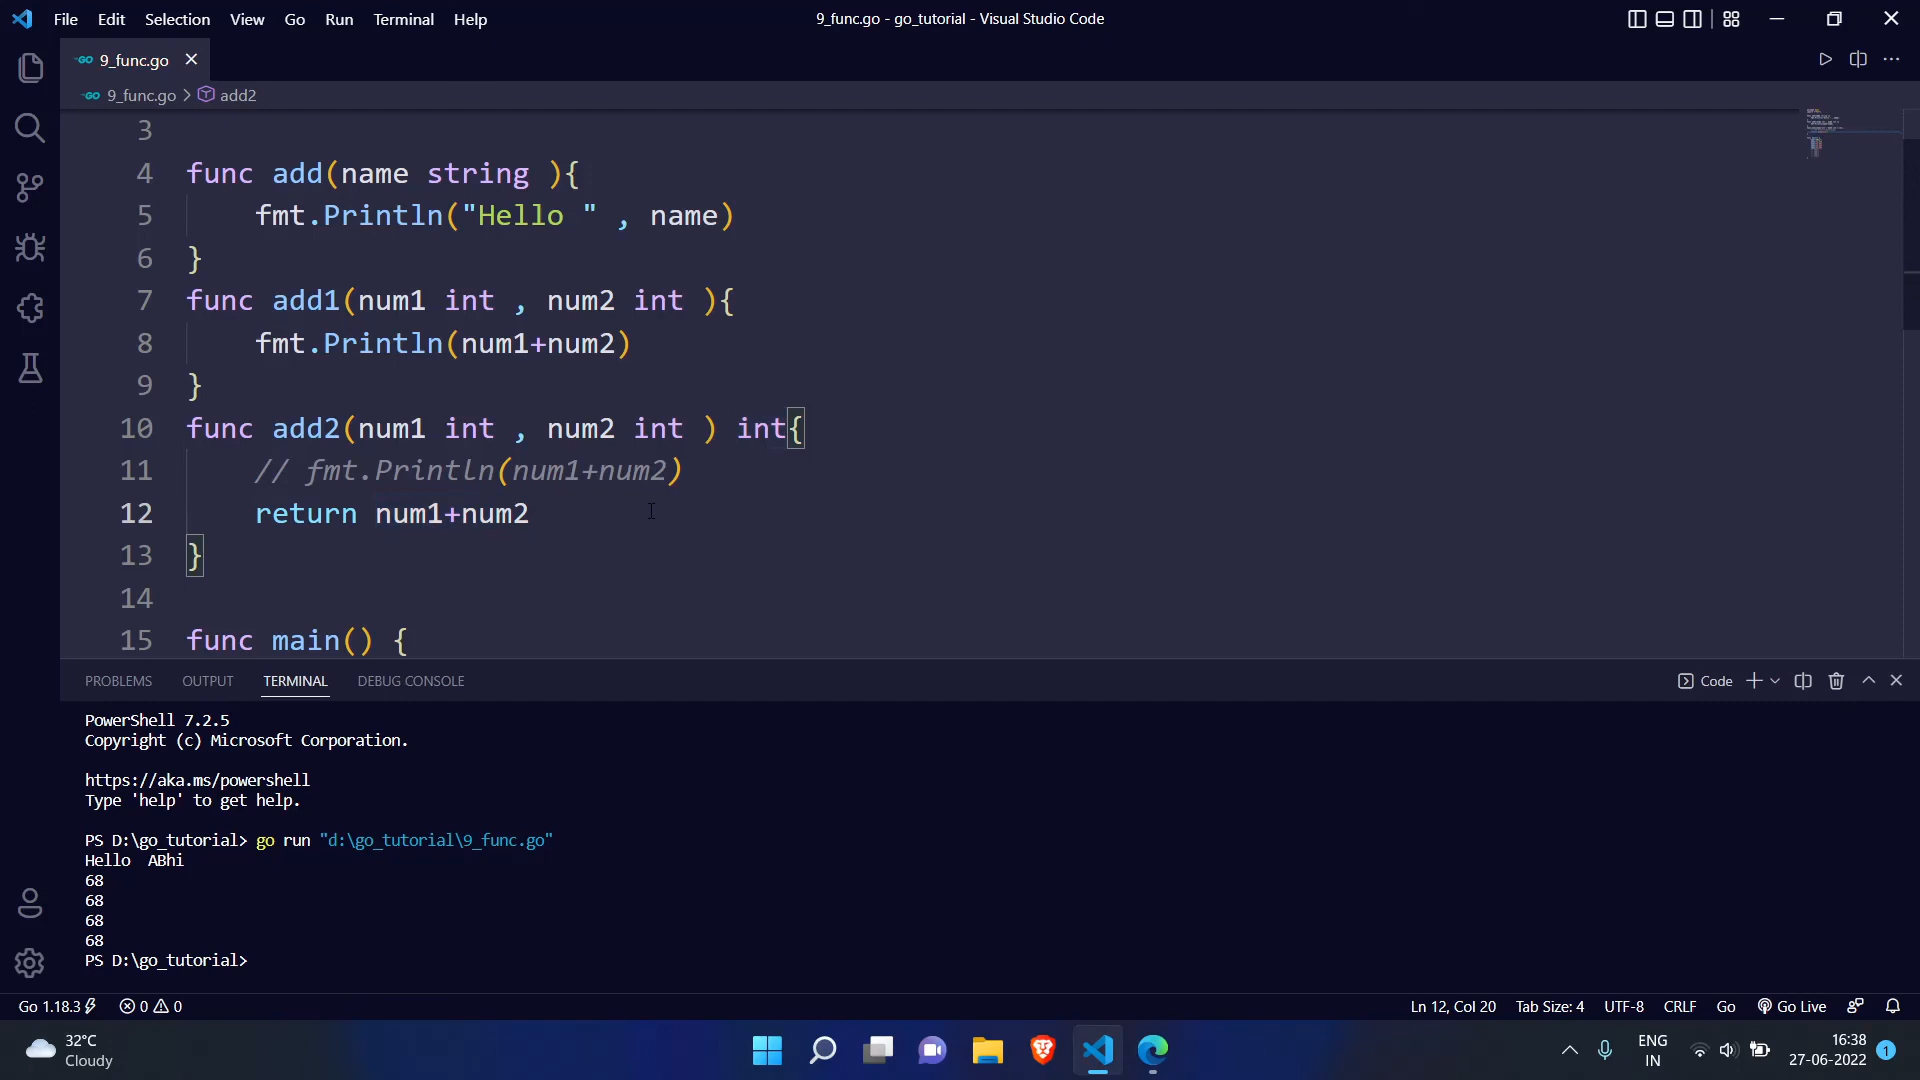 File Edit Selection View Go Run Terminal Help 9_func.go - go_tutorial - Visual Studio Code
GO 9_func.go
GO 9_func.go > add2
3
4 func add(name string ){
5 fmt.Println("Hello " , name)
6 }
7 func add1(num1 int , num2 int ){
8 fmt.Println(num1+num2)
9 }
10 func add2(num1 int , num2 int ) int{
11 // fmt.Println(num1+num2)
12 return num1+num2
13 }
14
15 func main() {
PROBLEMS OUTPUT TERMINAL DEBUG CONSOLE Code
PowerShell 7.2.5
Copyright (c) Microsoft Corporation.
https://aka.ms/powershell
Type 'help' to get help.
PS D:\go_tutorial> go run "d:\go_tutorial\9_func.go"
Hello  ABhi
68
68
68
68
PS D:\go_tutorial>
Go 1.18.3 0 0 Ln 12, Col 20 Tab Size: 4 UTF-8 CRLF Go Go Live
32°C
Cloudy
ENG
IN
16:38
27-06-2022
1